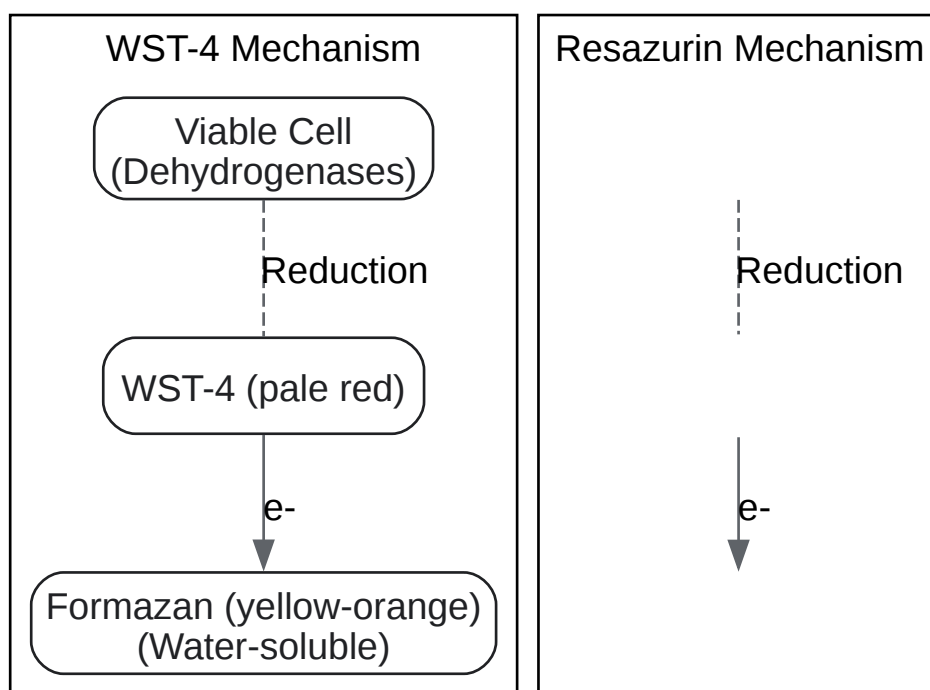 WST-4 Mechanism
Viable Cell
(Dehydrogenases)
Reduction
WST-4 (pale red)
e-
Formazan (yellow-orange)
(Water-soluble)
Resazurin Mechanism
Reduction
e-